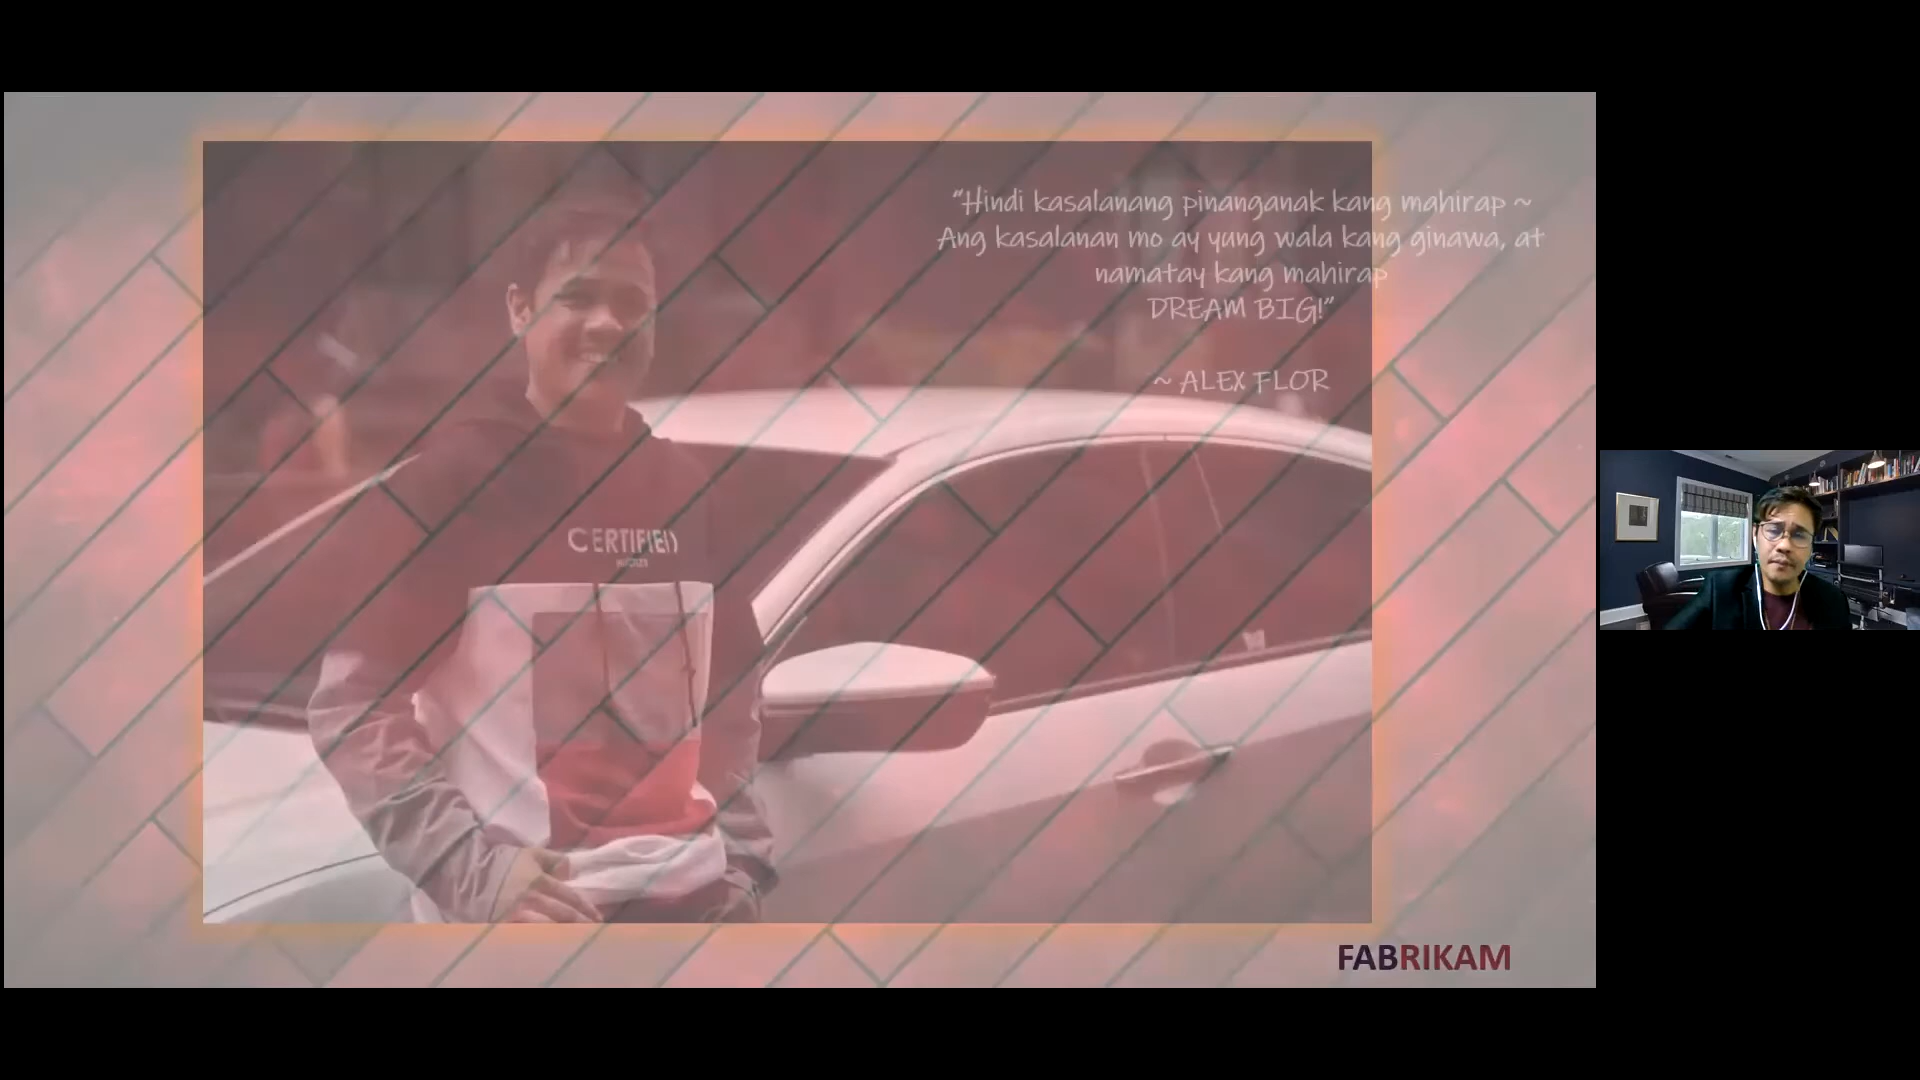 “Hindi kasalanang pinanganak kang mahirap ~
Ang kasalanan mo ay yung wala kang ginawa, at
namatay kang mahirap
DREAM BIG!”
~ ALEX FLOR
CERTIFIED
FABRIKAM